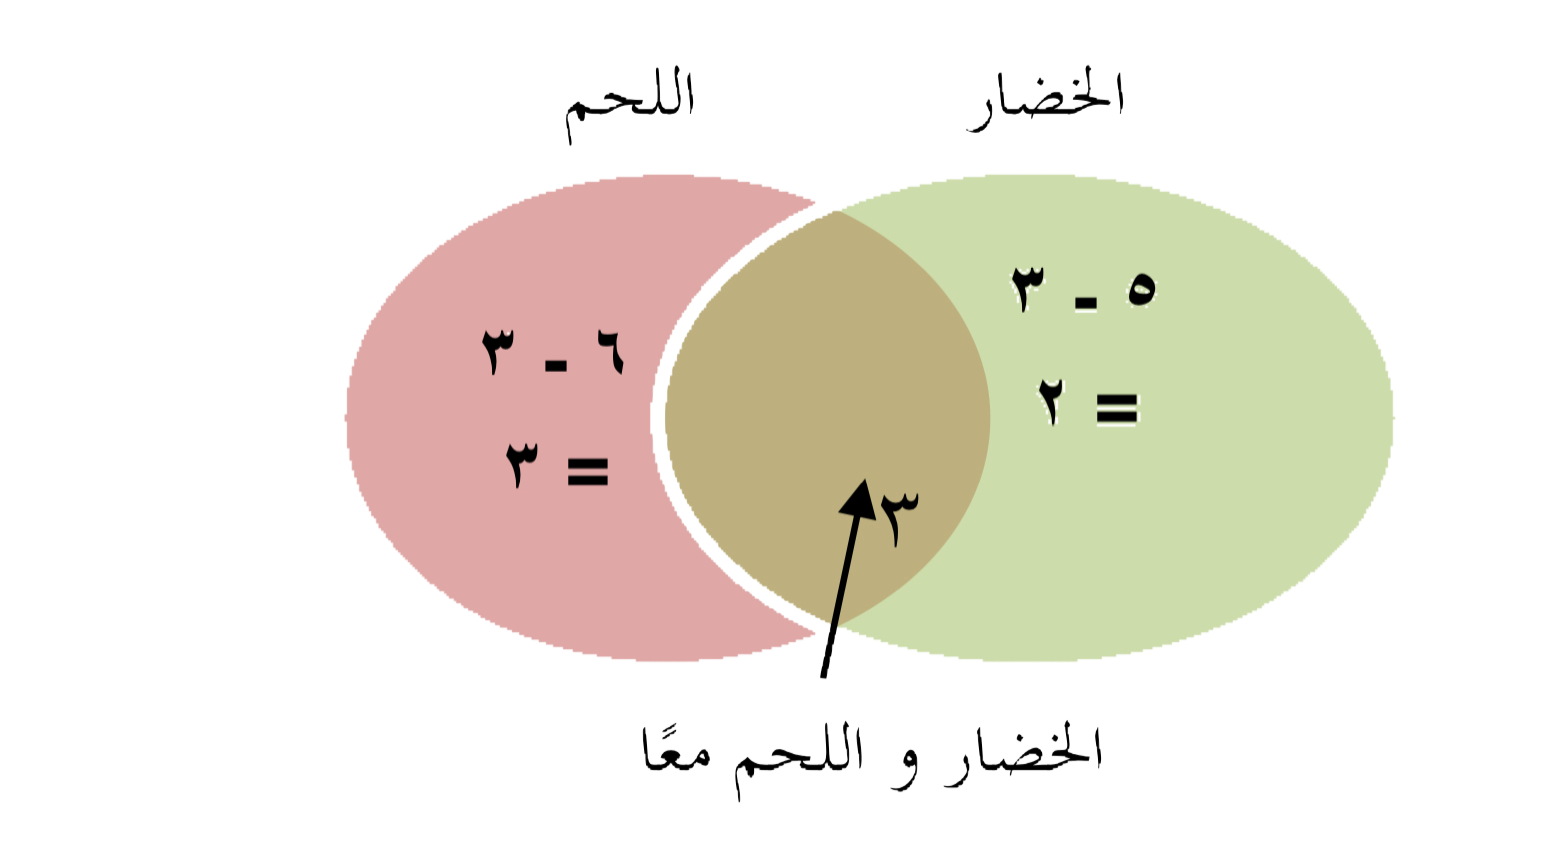 الخضار
اللحم
٥ - ٣
= ٢
٦ - ٣
= ٣
٣
الخضار و اللحم معًا